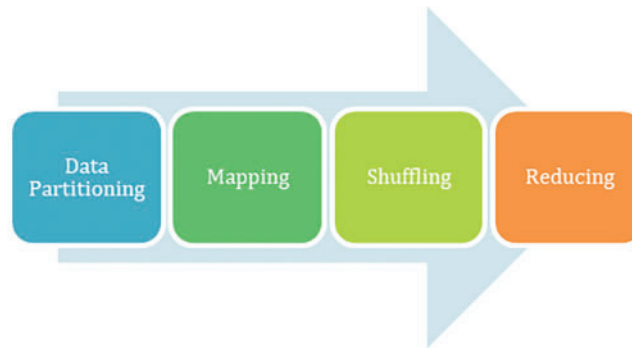 Data
Partitioning
Mapping
Shuffling
Reducing